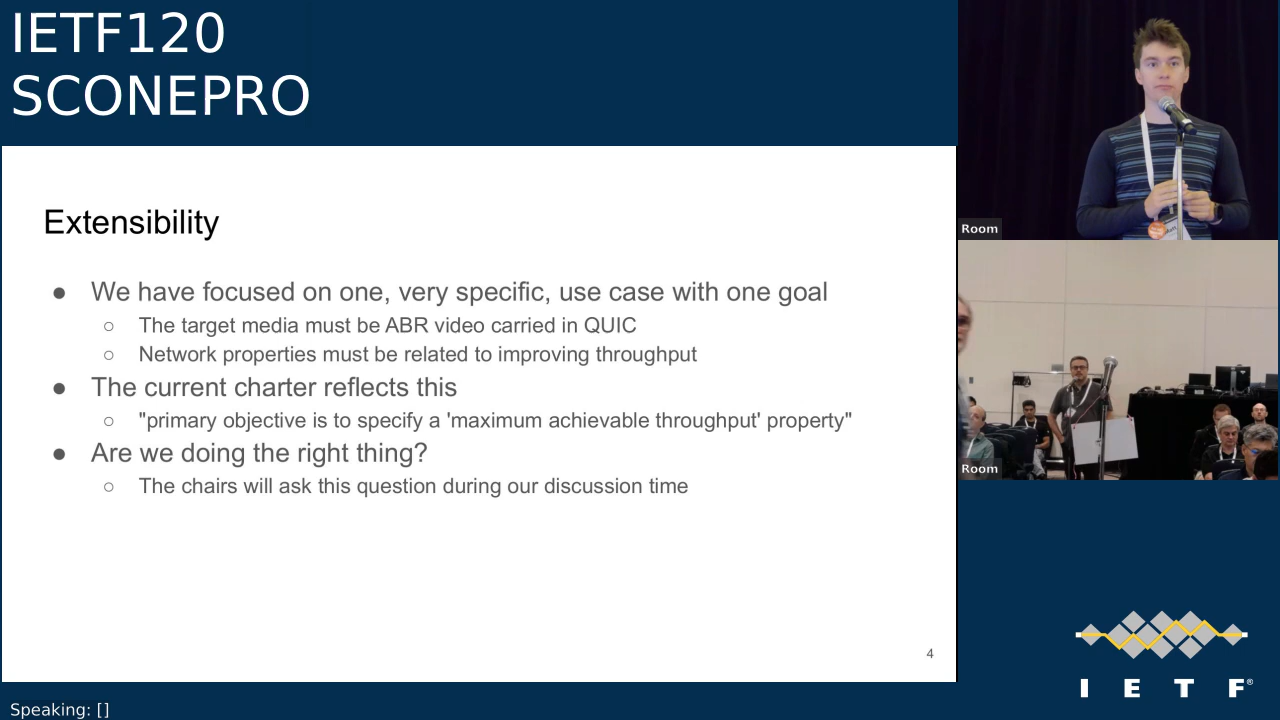 IETF120
SCONEPRO
Extensibility
● We have focused on one, very specific, use case with one goal
○ The target media must be ABR video carried in QUIC
○ Network properties must be related to improving throughput
● The current charter reflects this
○ "primary objective is to specify a 'maximum achievable throughput' property"
● Are we doing the right thing?
○ The chairs will ask this question during our discussion time
4
Room
Room
I E T F®
Speaking: []